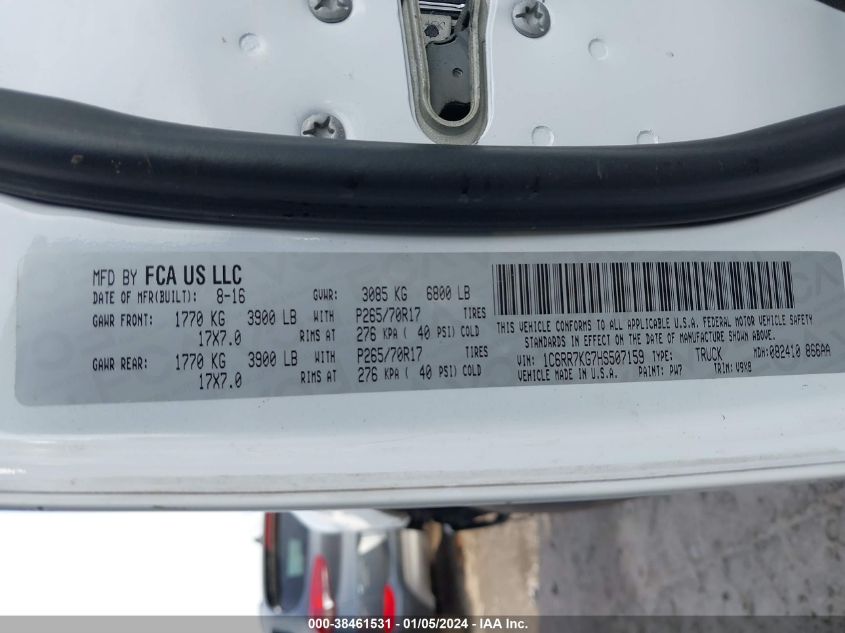 MFD BY FCA US LLC
DATE OF MFR(BUILT): 8-16 GVWR: 3085 KG 6800 LB
GAWR FRONT: 1770 KG 3900 LB WITH P265/70R17 TIRES
17X7.0 RIMS AT 276 KPA ( 40 PSI) COLD
GAWR REAR: 1770 KG 3900 LB WITH P265/70R17 TIRES
17X7.0 RIMS AT 276 KPA ( 40 PSI) COLD
THIS VEHICLE CONFORMS TO ALL APPLICABLE U.S.A. FEDERAL MOTOR VEHICLE SAFETY
STANDARDS IN EFFECT ON THE DATE OF MANUFACTURE SHOWN ABOVE.
VIN: 1C6RR7KG7HS507159 TYPE: TRUCK MDH:082410 866AA
VEHICLE MADE IN U.S.A. PAINT: PW7 TRIM: V9X8
000-38461531 - 01/05/2024 - IAA Inc.